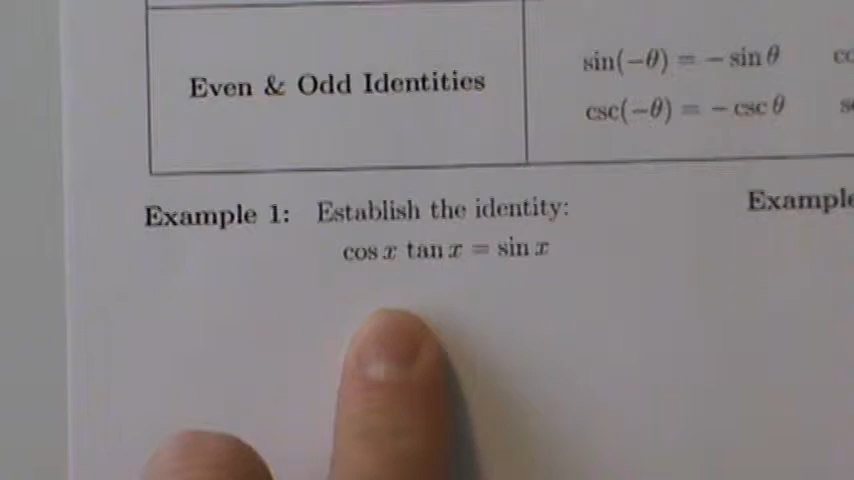 Even & Odd Identities
sin(−θ) = − sin θ
csc(−θ) = − csc θ
Example 1: Establish the identity:
cos x tan x = sin x
Example